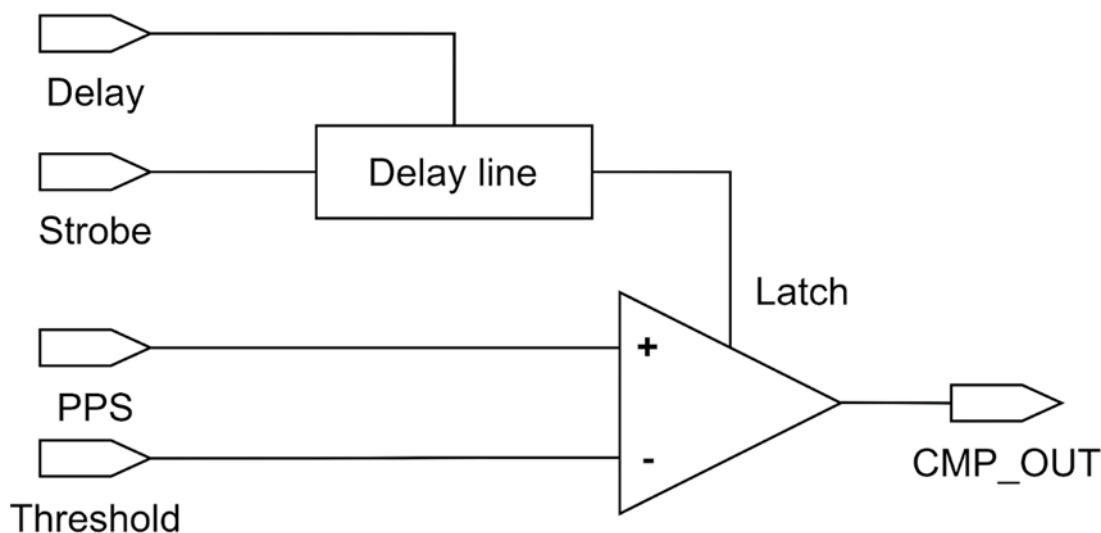 Delay
Delay line
Strobe
Latch
+
PPS
-
CMP_OUT
Threshold